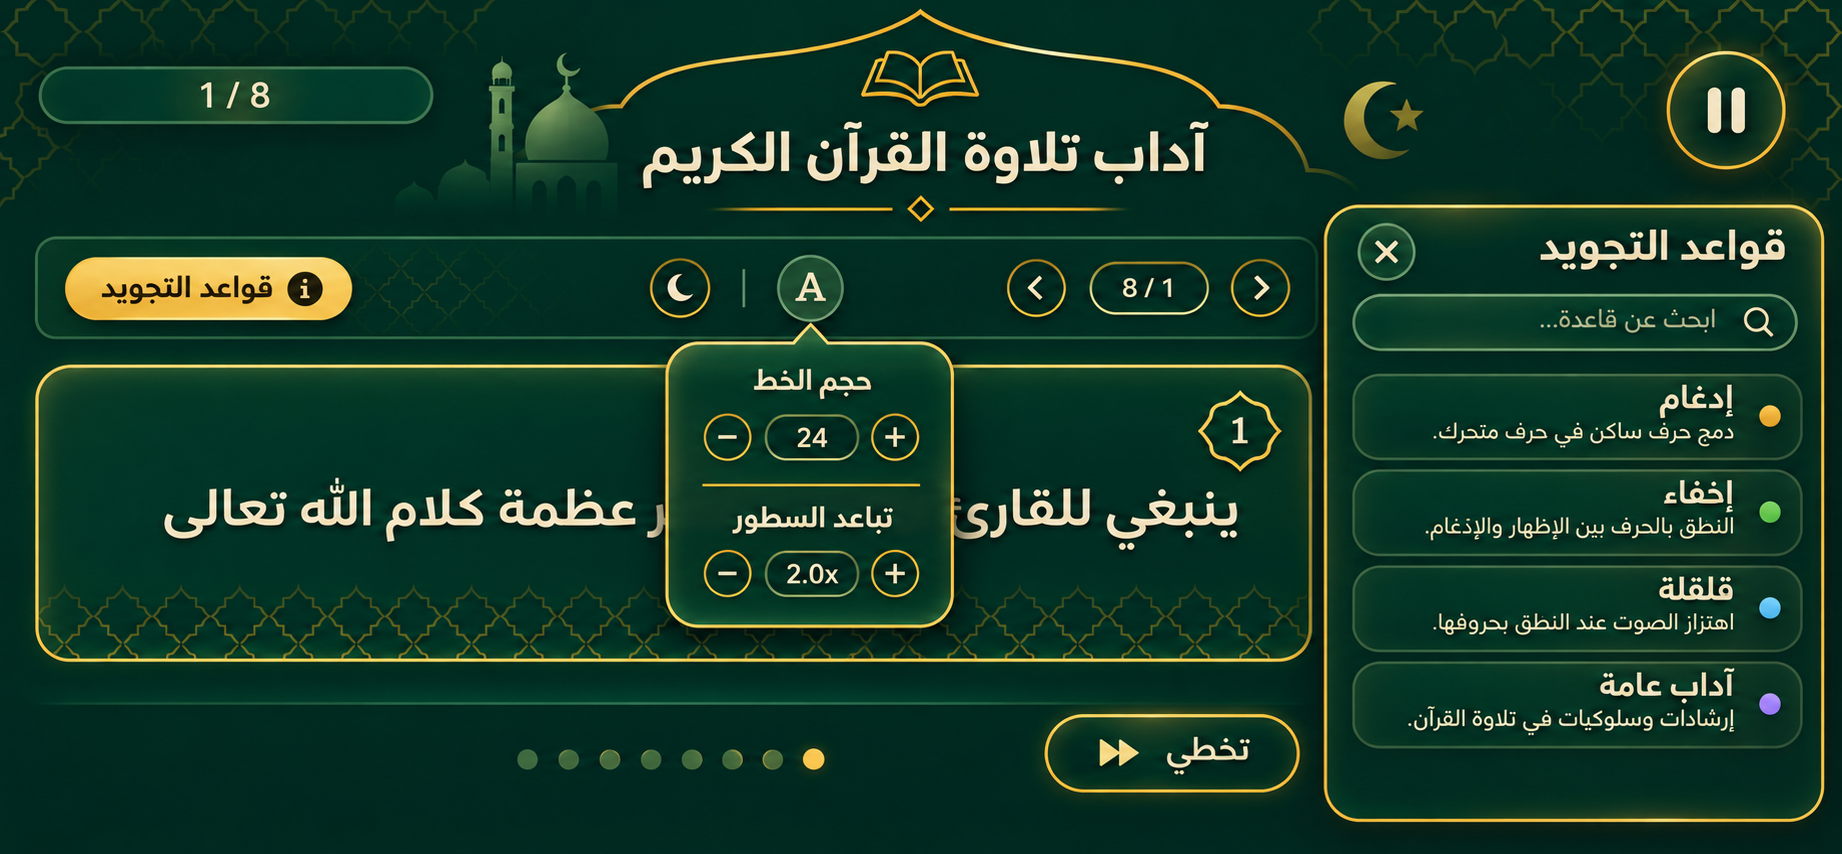 1 / 8
آداب تلاوة القرآن الكريم
قواعد التجويد
A
8 / 1
قواعد التجويد
ابحث عن قاعدة...
إدغام
دمج حرف ساكن في حرف متحرك.
إخفاء
النطق بالحرف بين الإظهار والإدغام.
قلقلة
اهتزاز الصوت عند النطق بحروفها.
آداب عامة
إرشادات وسلوكيات في تلاوة القرآن.
حجم الخط
24
تباعد السطور
2.0x
1
ينبغي للقارئ عظمة كلام الله تعالى
تخطي